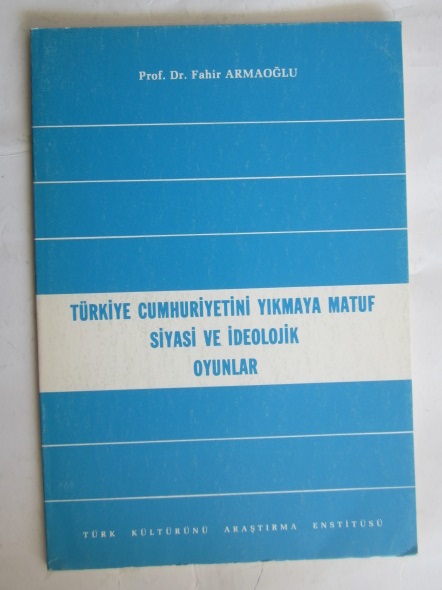 Prof. Dr. Fahir ARMAOĞLU
TÜRKİYE CUMHURİYETİNİ YIKMAYA MATUF
SİYASİ VE İDEOLOJİK
OYUNLAR
TÜRK KÜLTÜRÜNÜ ARAŞTIRMA ENSTİTÜSÜ